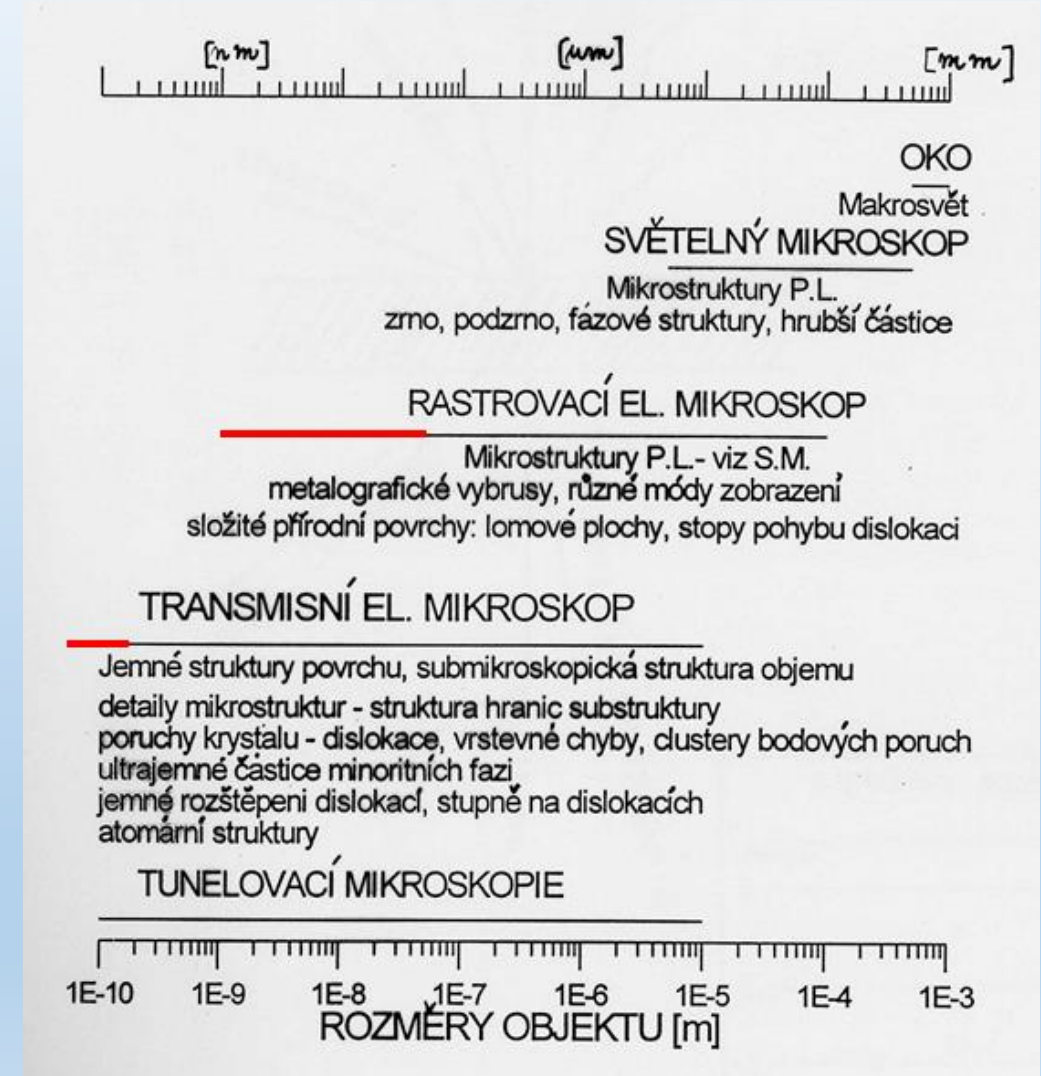 [nm] [um] [mm]
OKO
Makrosvět
SVĚTELNÝ MIKROSKOP
Mikrostruktury P.L.
zrno, podzrno, fázové struktury, hrubší částice
RASTROVACÍ EL. MIKROSKOP
Mikrostruktury P.L.- viz S.M.
metalografické vybrusy, různé módy zobrazení
složité přírodní povrchy: lomové plochy, stopy pohybu dislokaci
TRANSMISNÍ EL. MIKROSKOP
Jemné struktury povrchu, submikroskopická struktura objemu
detaily mikrostruktur - struktura hranic substruktury
poruchy krystalu - dislokace, vrstevné chyby, clustery bodových poruch
ultrajemné částice minoritních fazi
jemné rozštěpeni dislokací, stupně na dislokacích
atomární struktury
TUNELOVACÍ MIKROSKOPIE
1E-10 1E-9 1E-8 1E-7 1E-6 1E-5 1E-4 1E-3
ROZMĚRY OBJEKTU [m]